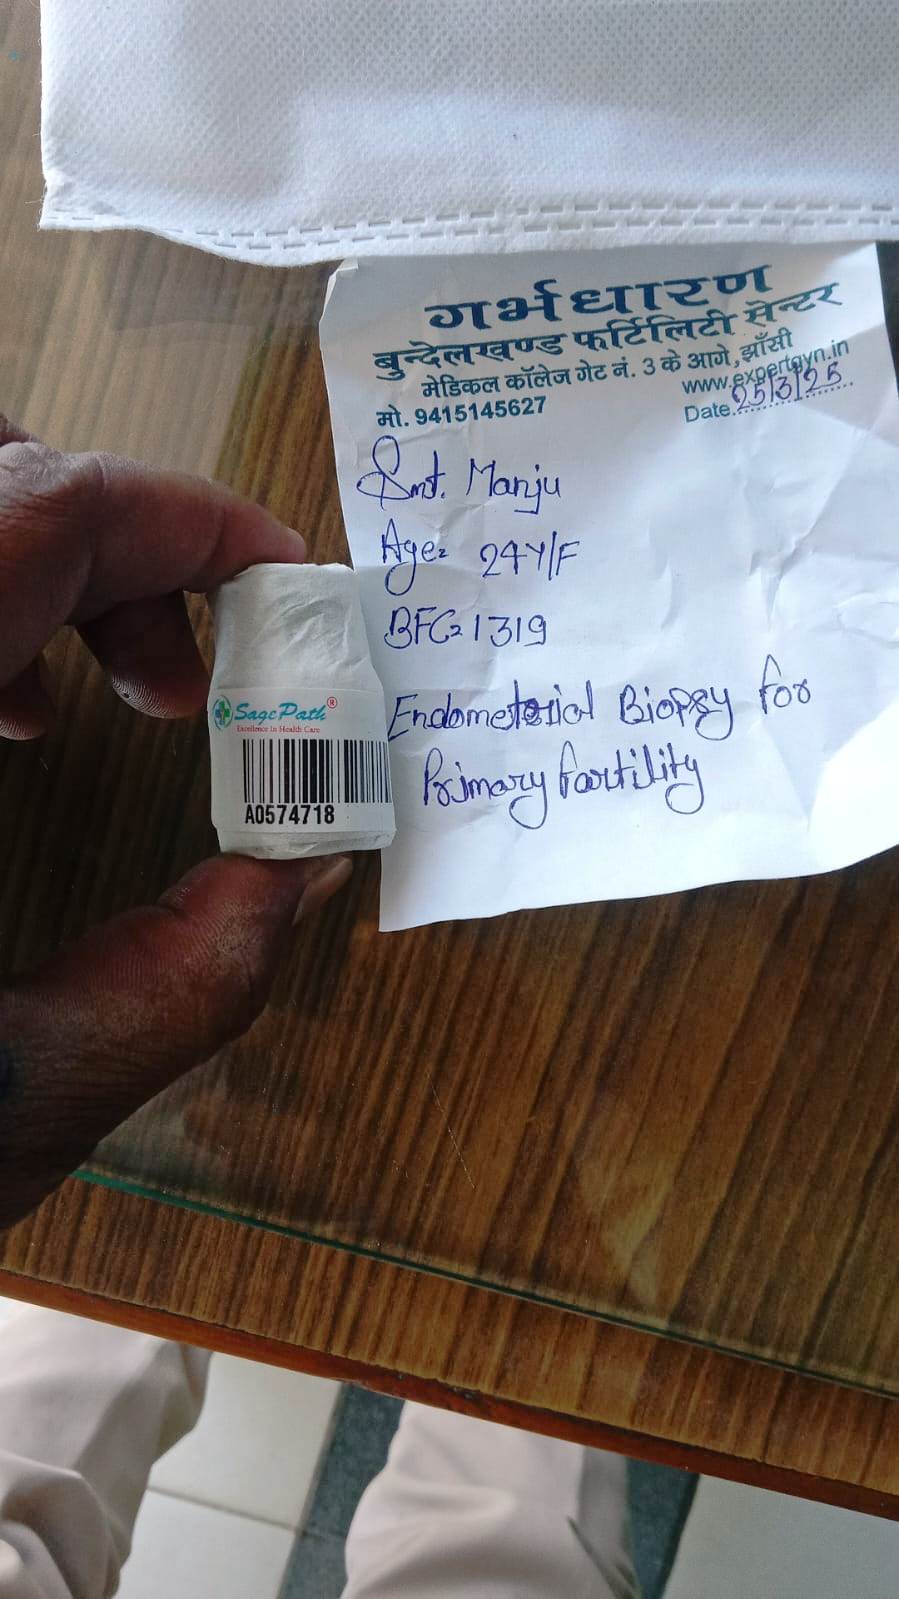 गर्भधारण
बुन्देलखण्ड फर्टिलिटी सेन्टर
मेडिकल कॉलेज गेट नं. 3 के आगे, झाँसी
मो. 9415145627
www.expertgyn.in
Date 25/3/25
Smt. Manju
Age= 24Y/F
BFC= 1319
Endometerial Biopsy for
Primary fartility
SagePath®
Excellence In Health Care
A0574718